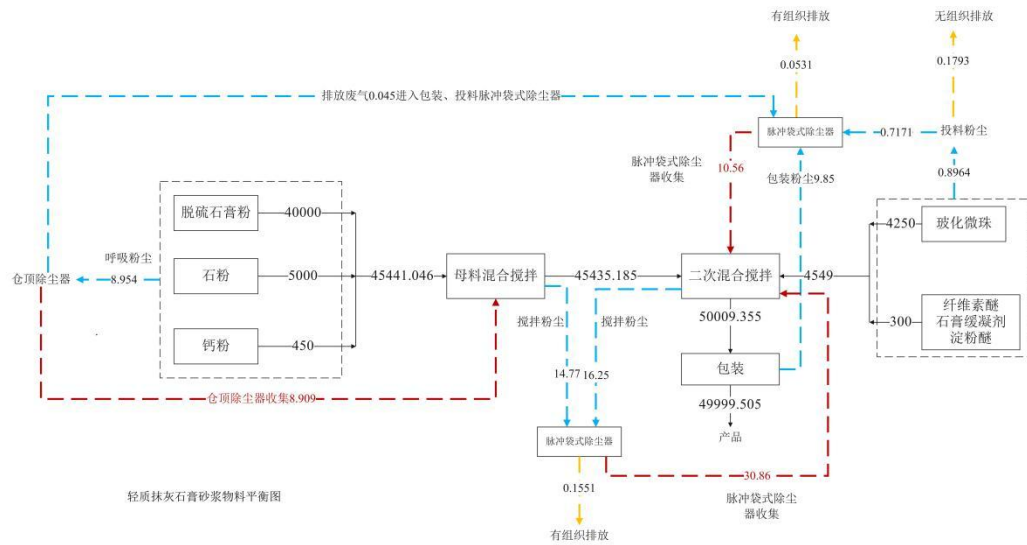 有组织排放
无组织排放
0.0531
0.1793
排放废气0.045进入包装、投料脉冲袋式除尘器
脉冲袋式除尘器
0.7171
投料粉尘
脉冲袋式除尘
器收集
10.56
包装粉尘9.85
0.8964
脱硫石膏粉
40000
4250
玻化微珠
呼吸粉尘
仓顶除尘器
8.954
石粉
5000
45441.046
母料混合搅拌
45435.185
二次混合搅拌
4549
搅拌粉尘
搅拌粉尘
50009.355
纤维素醚
石膏缓凝剂
淀粉醚
300
钙粉
450
包装
14.77
16.25
仓顶除尘器收集8.909
49999.505
脉冲袋式除尘器
产品
30.86
0.1551
轻质抹灰石膏砂浆物料平衡图
脉冲袋式除尘
器收集
有组织排放